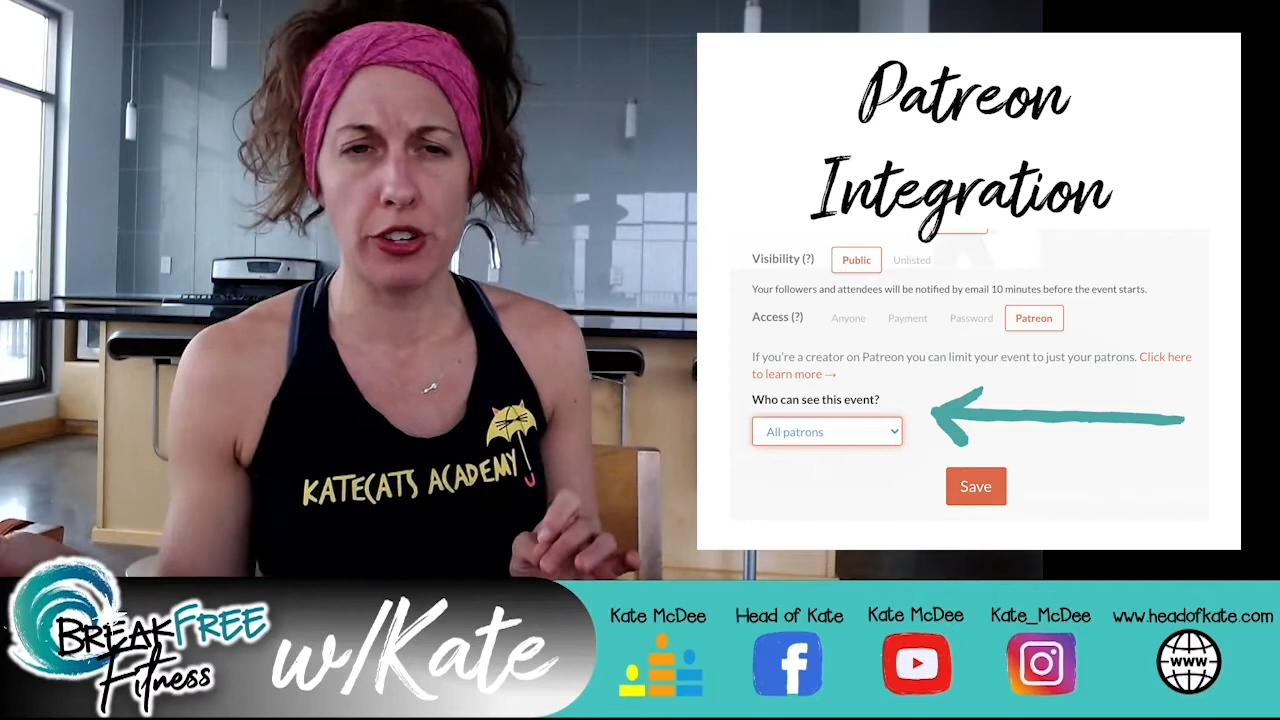 Patreon
Integration
Visibility (?) Public Unlisted
Your followers and attendees will be notified by email 10 minutes before the event starts.
Access (?) Anyone Payment Password Patreon
If you're a creator on Patreon you can limit your event to just your patrons. Click here
to learn more →
Who can see this event?
All patrons
Save
KATECATS ACADEMY
BREAKFREE
Fitness
w/Kate
Kate McDee
Head of Kate
Kate McDee
Kate_McDee
www.headofkate.com
WWW